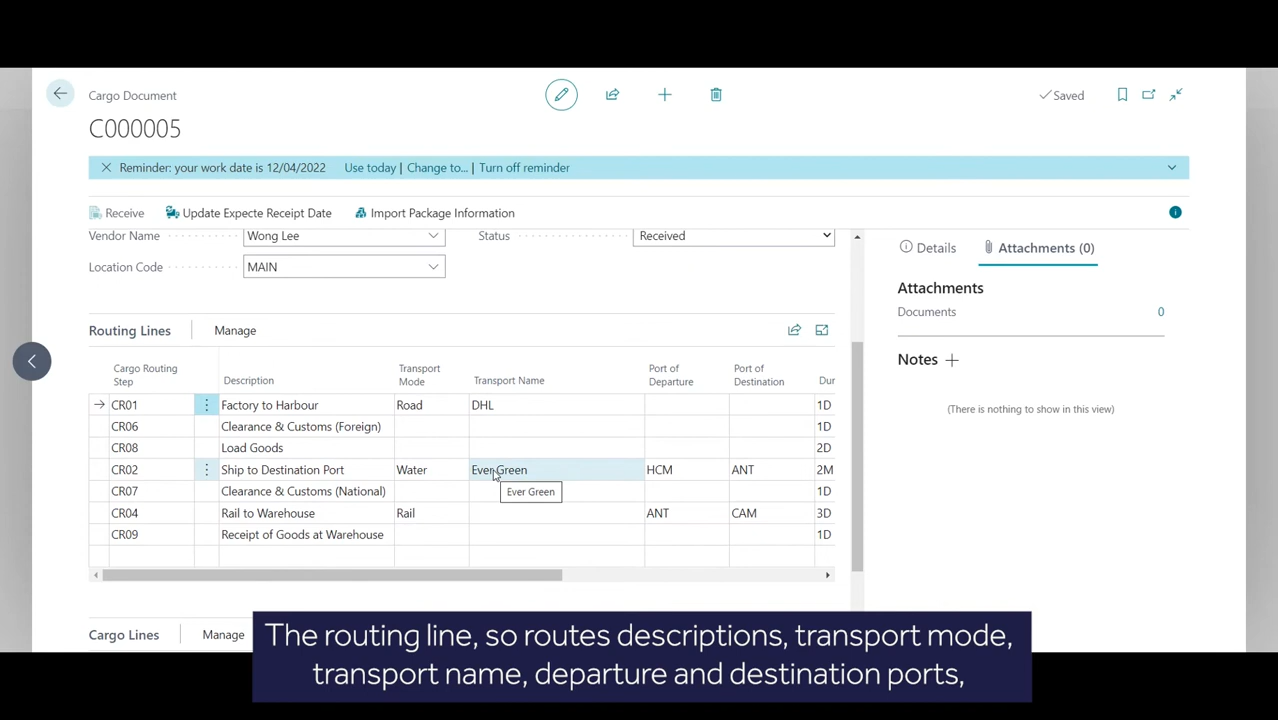 Cargo Document
Saved
C000005
Reminder: your work date is 12/04/2022 Use today | Change to... | Turn off reminder
Receive Update Expecte Receipt Date Import Package Information
Vendor Name Wong Lee Status Received
Location Code MAIN
Details Attachments (0)
Attachments
Documents 0
Notes
(There is nothing to show in this view)
Routing Lines Manage
Cargo Routing Step Description Transport Mode Transport Name Port of Departure Port of Destination Dur
CR01 Factory to Harbour Road DHL 1D
CR06 Clearance & Customs (Foreign) 1D
CR08 Load Goods 2D
CR02 Ship to Destination Port Water Ever Green HCM ANT 2M
CR07 Clearance & Customs (National) 1D
Ever Green
CR04 Rail to Warehouse Rail ANT CAM 3D
CR09 Receipt of Goods at Warehouse 1D
Cargo Lines Manage
The routing line, so routes descriptions, transport mode,
transport name, departure and destination ports,